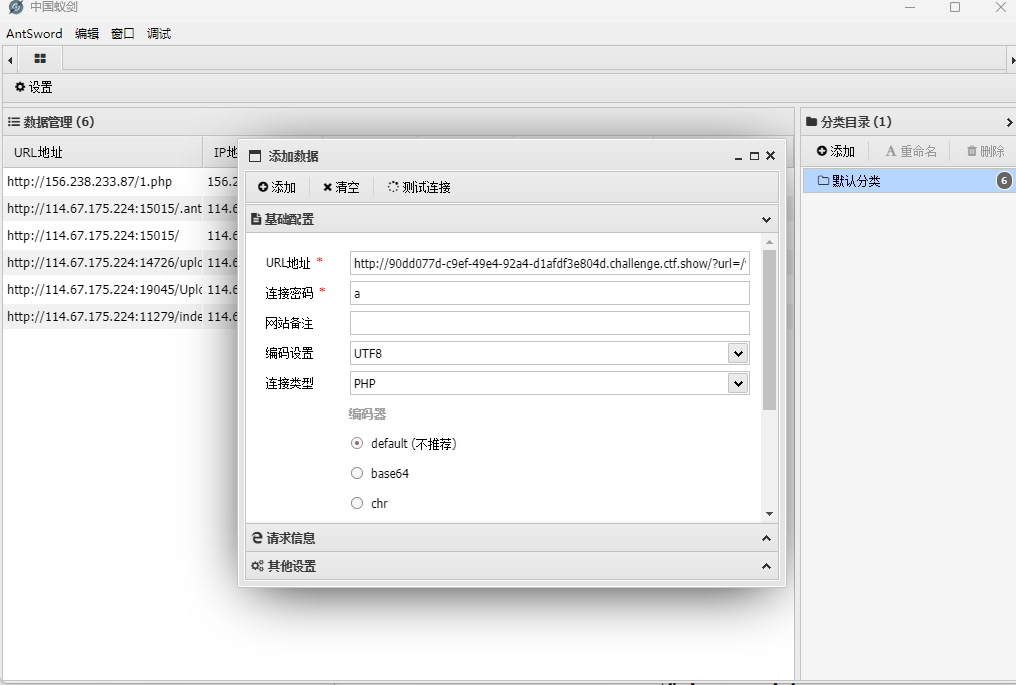 中国蚁剑
AntSword 编辑 窗口 调试
设置
数据管理 (6)
URL地址 IP地
http://156.238.233.87/1.php 156.2
http://114.67.175.224:15015/.ant 114.6
http://114.67.175.224:15015/ 114.6
http://114.67.175.224:14726/uplo 114.6
http://114.67.175.224:19045/Uplo 114.6
http://114.67.175.224:11279/inde 114.6
添加数据
添加 清空 测试连接
基础配置
URL地址 * http://90dd077d-c9ef-49e4-92a4-d1afdf3e804d.challenge.ctf.show/?url=/
连接密码 * a
网站备注
编码设置 UTF8
连接类型 PHP
编码器
default (不推荐)
base64
chr
请求信息
其他设置
分类目录 (1)
添加 重命名 删除
默认分类 6